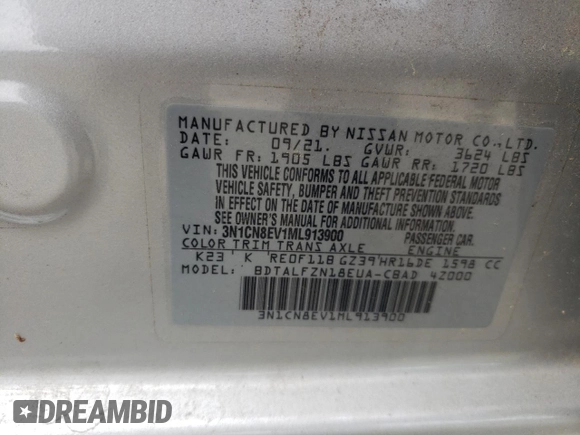 MANUFACTURED BY NISSAN MOTOR CO.,LTD.
DATE: 09/21. GVWR: 3624 LBS
GAWR FR: 1905 LBS GAWR RR: 1720 LBS
THIS VEHICLE CONFORMS TO ALL APPLICABLE FEDERAL MOTOR
VEHICLE SAFETY, BUMPER AND THEFT PREVENTION STANDARDS
IN EFFECT ON THE DATE OF MANUFACTURE SHOWN ABOVE.
SEE OWNER'S MANUAL FOR ADDITIONAL INFORMATION.
VIN: 3N1CN8EV1ML913900 PASSENGER CAR
COLOR TRIM TRANS AXLE ENGINE
K23 K RE0F11B GZ39 HR16DE 1598 CC
MODEL: BDTALFZN18EUA-CBAD 42000
3N1CN8EV1ML913900
DREAMBID